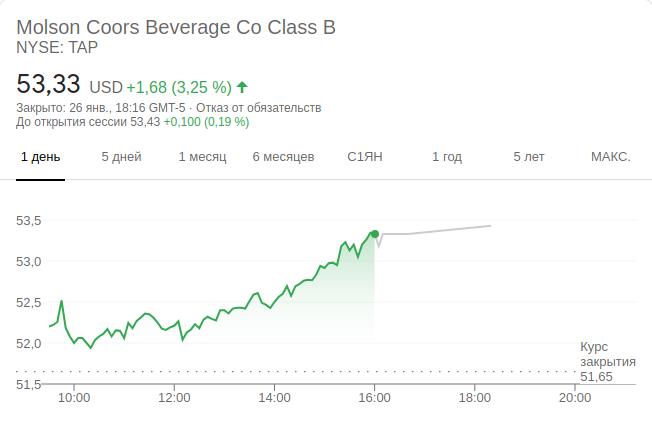 Molson Coors Beverage Co Class B
NYSE: TAP
53,33 USD +1,68 (3,25 %)
Закрыто: 26 янв., 18:16 GMT-5 · Отказ от обязательств
До открытия сессии 53,43 +0,100 (0,19 %)
1 день 5 дней 1 месяц 6 месяцев С1ЯН 1 год 5 лет МАКС.
53,5
53,0
52,5
52,0
Курс
закрытия
51,65
51,5
10:00 12:00 14:00 16:00 18:00 20:00